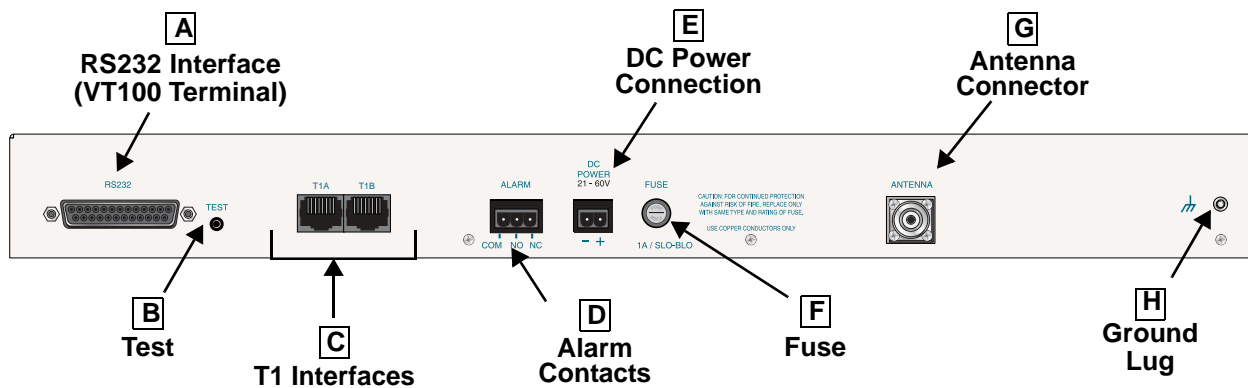 A
RS232 Interface
(VT100 Terminal)
E
DC Power
Connection
G
Antenna
Connector
RS232
TEST
T1A
T1B
ALARM
COM NO NC
DC
POWER
21 - 60V
- +
FUSE
1A / SLO-BLO
CAUTION: FOR CONTINUED PROTECTION
AGAINST RISK OF FIRE, REPLACE ONLY
WITH SAME TYPE AND RATING OF FUSE.
USE COPPER CONDUCTORS ONLY
ANTENNA
B
Test
C
T1 Interfaces
D
Alarm
Contacts
F
Fuse
H
Ground
Lug